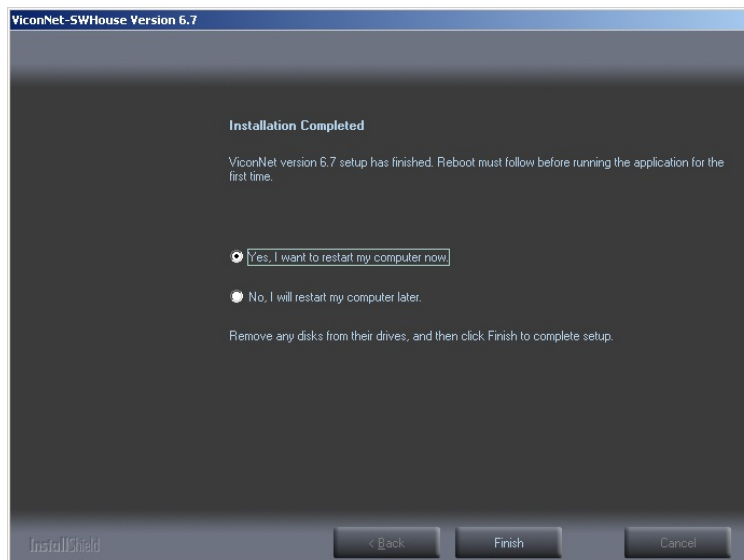 ViconNet-SWHouse Version 6.7
Installation Completed
ViconNet version 6.7 setup has finished. Reboot must follow before running the application for the
first time.
Yes, I want to restart my computer now.
No, I will restart my computer later.
Remove any disks from their drives, and then click Finish to complete setup.
InstallShield
< Back
Finish
Cancel